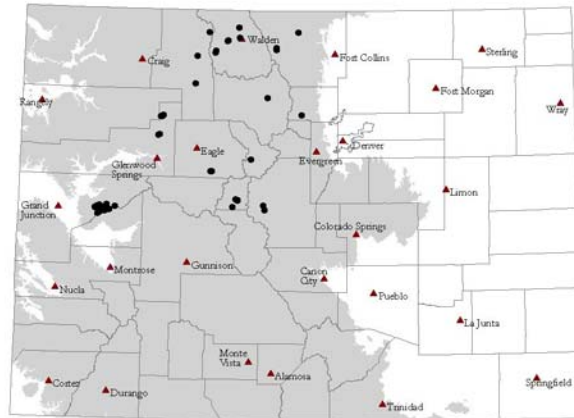 Walden
Craig
Fort Collins
Sterling
Rangely
Fort Morgan
Wray
Glenwood
Springs
Eagle
Evergreen
Denver
Grand
Junction
Limon
Colorado Springs
Montrose
Gunnison
Canon
City
Nucla
Pueblo
La Junta
Monte
Vista
Alamosa
Cortez
Durango
Springfield
Trinidad